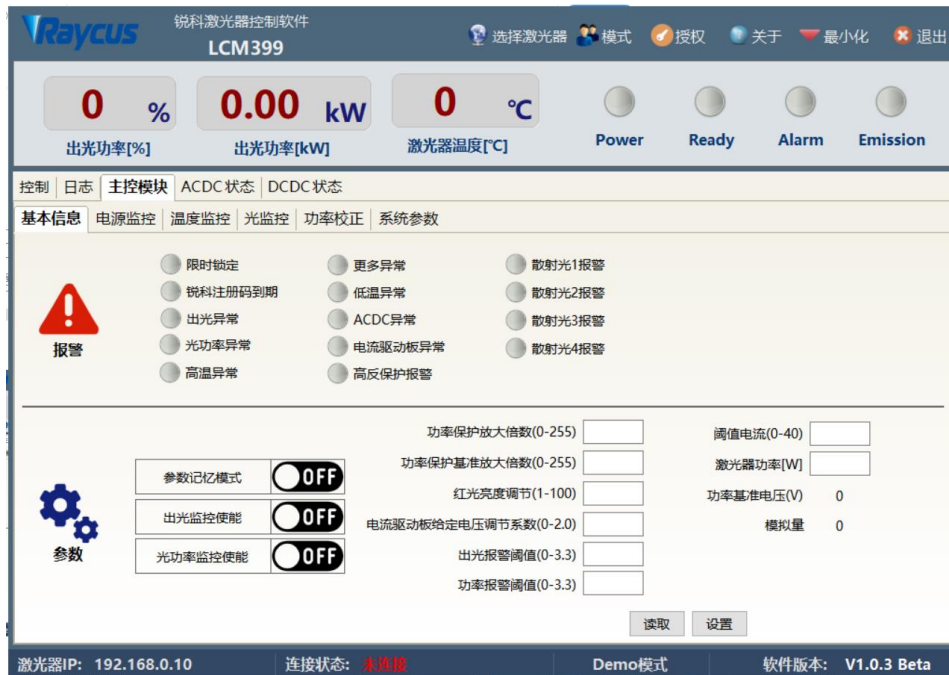 Raycus
锐科激光器控制软件
LCM399
选择激光器 模式 授权 关于 最小化 退出
0 % 0.00 kW 0 ℃
出光功率[%] 出光功率[kW] 激光器温度[℃] Power Ready Alarm Emission
控制 日志 主控模块 ACDC状态 DCDC状态
基本信息 电源监控 温度监控 光监控 功率校正 系统参数
限时锁定 更多异常 散射光1报警
锐科注册码到期 低温异常 散射光2报警
出光异常 ACDC异常 散射光3报警
光功率异常 电流驱动板异常 散射光4报警
高温异常 高反保护报警
报警
功率保护放大倍数(0-255) 阈值电流(0-40)
功率保护基准放大倍数(0-255) 激光器功率[W]
参数记忆模式 OFF
红光亮度调节(1-100) 功率基准电压(V) 0
出光监控使能 OFF
电流驱动板给定电压调节系数(0-2.0) 模拟量 0
光功率监控使能 OFF
出光报警阈值(0-3.3)
功率报警阈值(0-3.3)
参数
读取 设置
激光器IP: 192.168.0.10 连接状态: 未连接 Demo模式 软件版本: V1.0.3 Beta